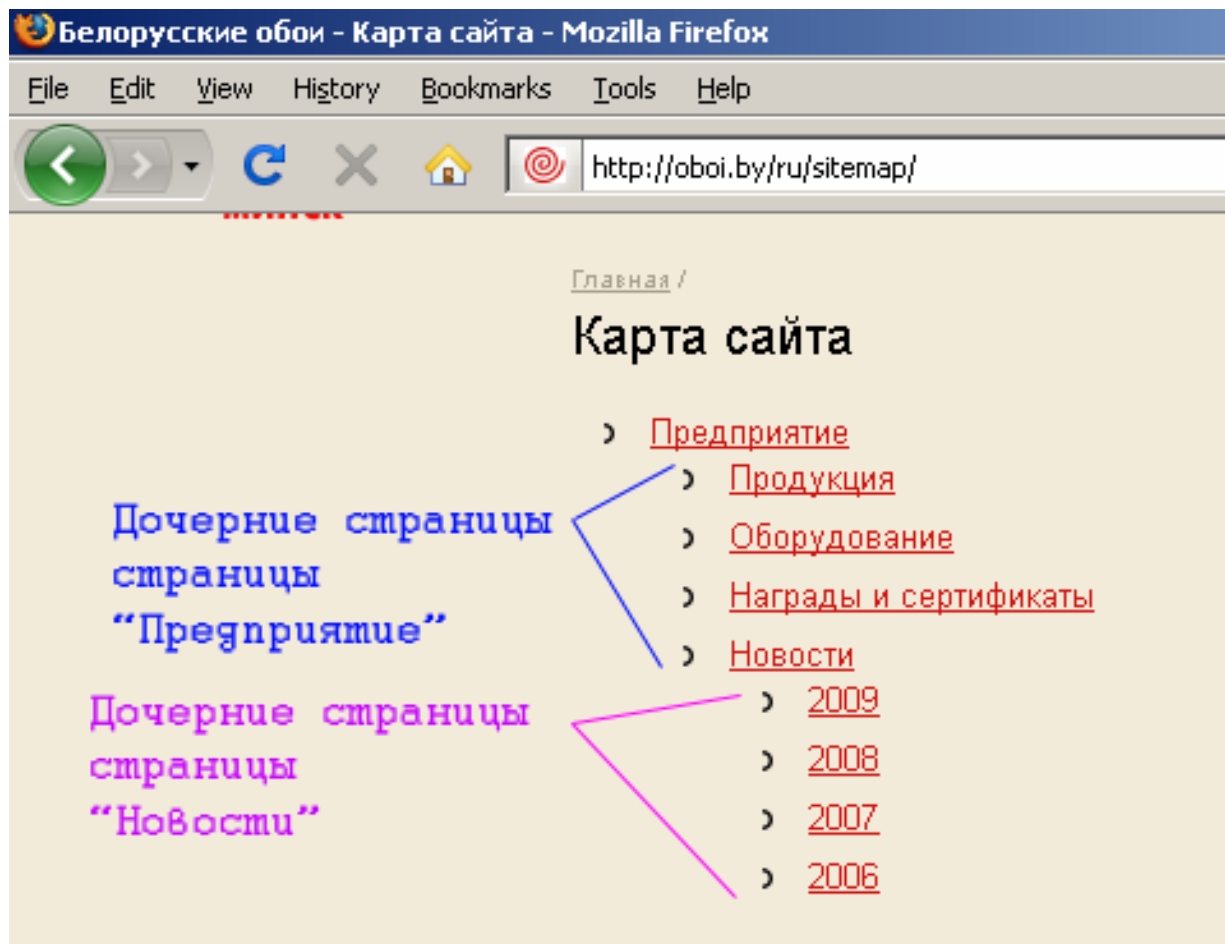 Белорусские обои - Карта сайта - Mozilla Firefox
File Edit View History Bookmarks Tools Help
http://oboi.by/ru/sitemap/
Главная /
Карта сайта
Предприятие
Продукция
Оборудование
Награды и сертификаты
Новости
2009
2008
2007
2006
Дочерние страницы
страницы
“Предприятие”
Дочерние страницы
страницы
“Новости”